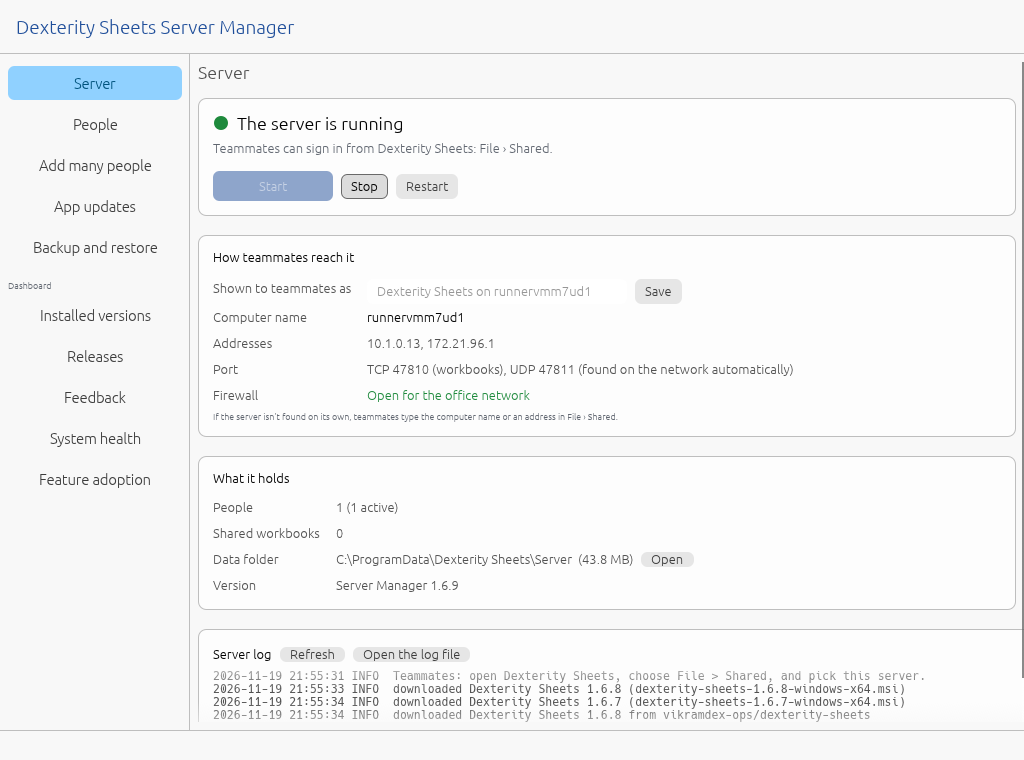 Dexterity Sheets Server Manager
Server
People
Add many people
App updates
Backup and restore
Dashboard
Installed versions
Releases
Feedback
System health
Feature adoption
Server
The server is running
Teammates can sign in from Dexterity Sheets: File › Shared.
Start Stop Restart
How teammates reach it
Shown to teammates as Dexterity Sheets on runnervmm7ud1 Save
Computer name runnervmm7ud1
Addresses 10.1.0.13, 172.21.96.1
Port TCP 47810 (workbooks), UDP 47811 (found on the network automatically)
Firewall Open for the office network
If the server isn't found on its own, teammates type the computer name or an address in File › Shared.
What it holds
People 1 (1 active)
Shared workbooks 0
Data folder C:\ProgramData\Dexterity Sheets\Server (43.8 MB) Open
Version Server Manager 1.6.9
Server log Refresh Open the log file
2026-11-19 21:55:31 INFO Teammates: open Dexterity Sheets, choose File > Shared, and pick this server.
2026-11-19 21:55:33 INFO downloaded Dexterity Sheets 1.6.8 (dexterity-sheets-1.6.8-windows-x64.msi)
2026-11-19 21:55:34 INFO downloaded Dexterity Sheets 1.6.7 (dexterity-sheets-1.6.7-windows-x64.msi)
2026-11-19 21:55:34 INFO downloaded Dexterity Sheets 1.6.8 from vikramdex-ops/dexterity-sheets